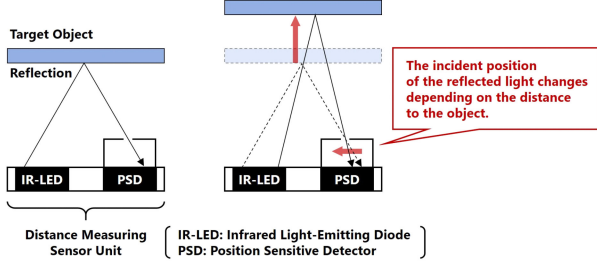 Target Object
Reflection
IR-LED
PSD
Distance Measuring
Sensor Unit
IR-LED
PSD
The incident position
of the reflected light changes
depending on the distance
to the object.
IR-LED: Infrared Light-Emitting Diode
PSD: Position Sensitive Detector